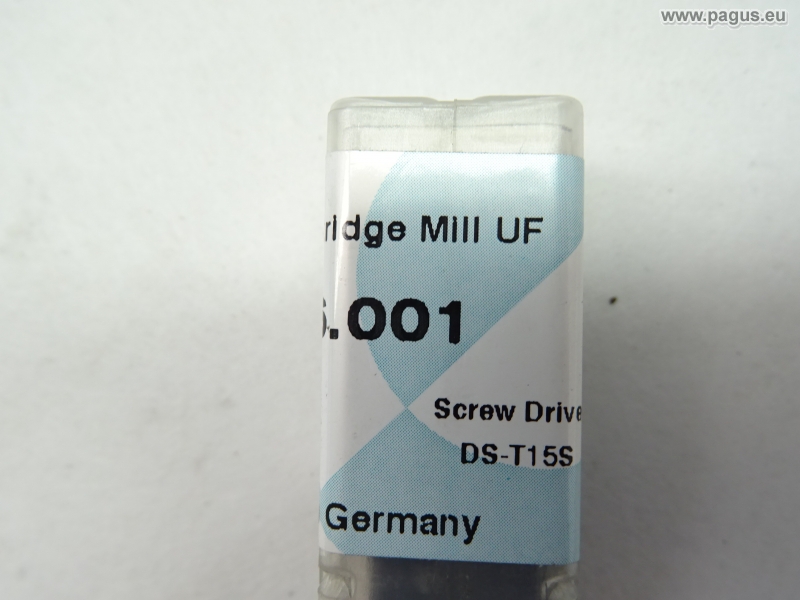 www.pagus.eu
ridge Mill UF
.001
Screw Drive
DS-T15S
Germany